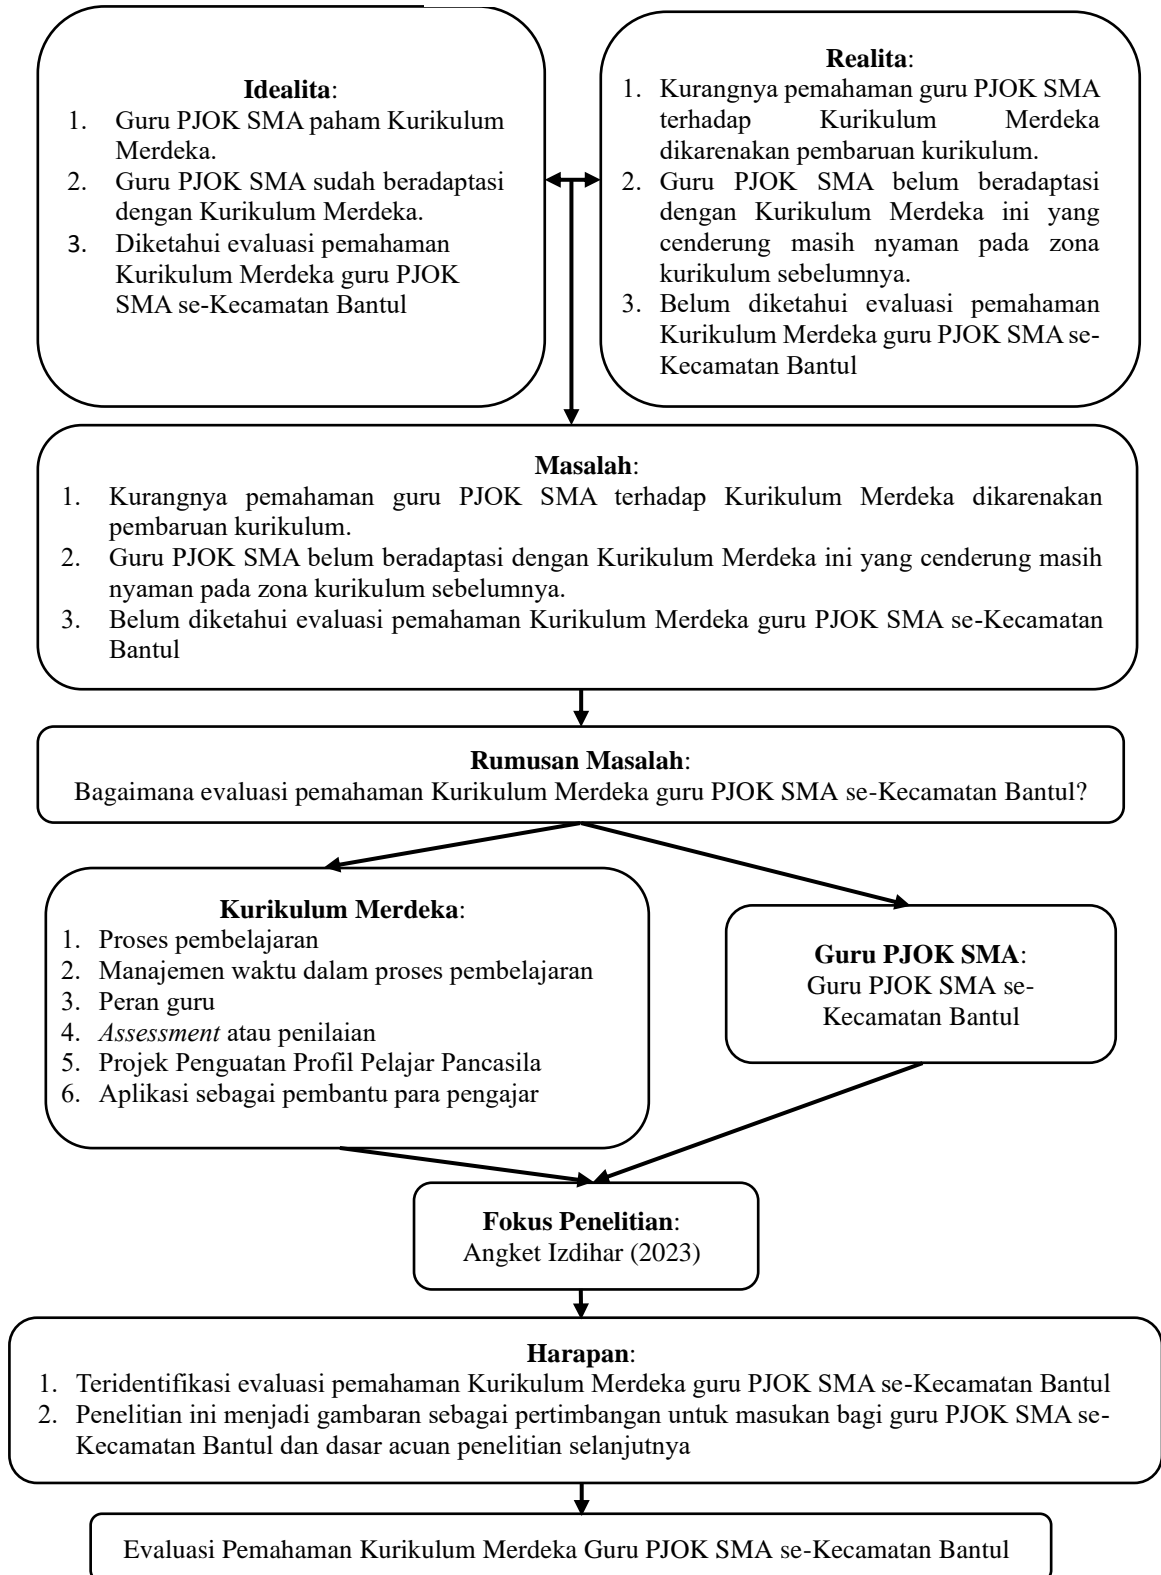 Idealita:
1. Guru PJOK SMA paham Kurikulum
Merdeka.
2. Guru PJOK SMA sudah beradaptasi
dengan Kurikulum Merdeka.
3. Diketahui evaluasi pemahaman
Kurikulum Merdeka guru PJOK
SMA se-Kecamatan Bantul
Realita:
1. Kurangnya pemahaman guru PJOK SMA
terhadap Kurikulum Merdeka
dikarenakan pembaruan kurikulum.
2. Guru PJOK SMA belum beradaptasi
dengan Kurikulum Merdeka ini yang
cenderung masih nyaman pada zona
kurikulum sebelumnya.
3. Belum diketahui evaluasi pemahaman
Kurikulum Merdeka guru PJOK SMA se-
Kecamatan Bantul
Masalah:
1. Kurangnya pemahaman guru PJOK SMA terhadap Kurikulum Merdeka dikarenakan
pembaruan kurikulum.
2. Guru PJOK SMA belum beradaptasi dengan Kurikulum Merdeka ini yang cenderung masih
nyaman pada zona kurikulum sebelumnya.
3. Belum diketahui evaluasi pemahaman Kurikulum Merdeka guru PJOK SMA se-Kecamatan
Bantul
Rumusan Masalah:
Bagaimana evaluasi pemahaman Kurikulum Merdeka guru PJOK SMA se-Kecamatan Bantul?
Kurikulum Merdeka:
1. Proses pembelajaran
2. Manajemen waktu dalam proses pembelajaran
3. Peran guru
4. Assessment atau penilaian
5. Projek Penguatan Profil Pelajar Pancasila
6. Aplikasi sebagai pembantu para pengajar
Guru PJOK SMA:
Guru PJOK SMA se-
Kecamatan Bantul
Fokus Penelitian:
Angket Izdihar (2023)
Harapan:
1. Teridentifikasi evaluasi pemahaman Kurikulum Merdeka guru PJOK SMA se-Kecamatan Bantul
2. Penelitian ini menjadi gambaran sebagai pertimbangan untuk masukan bagi guru PJOK SMA se-
Kecamatan Bantul dan dasar acuan penelitian selanjutnya
Evaluasi Pemahaman Kurikulum Merdeka Guru PJOK SMA se-Kecamatan Bantul